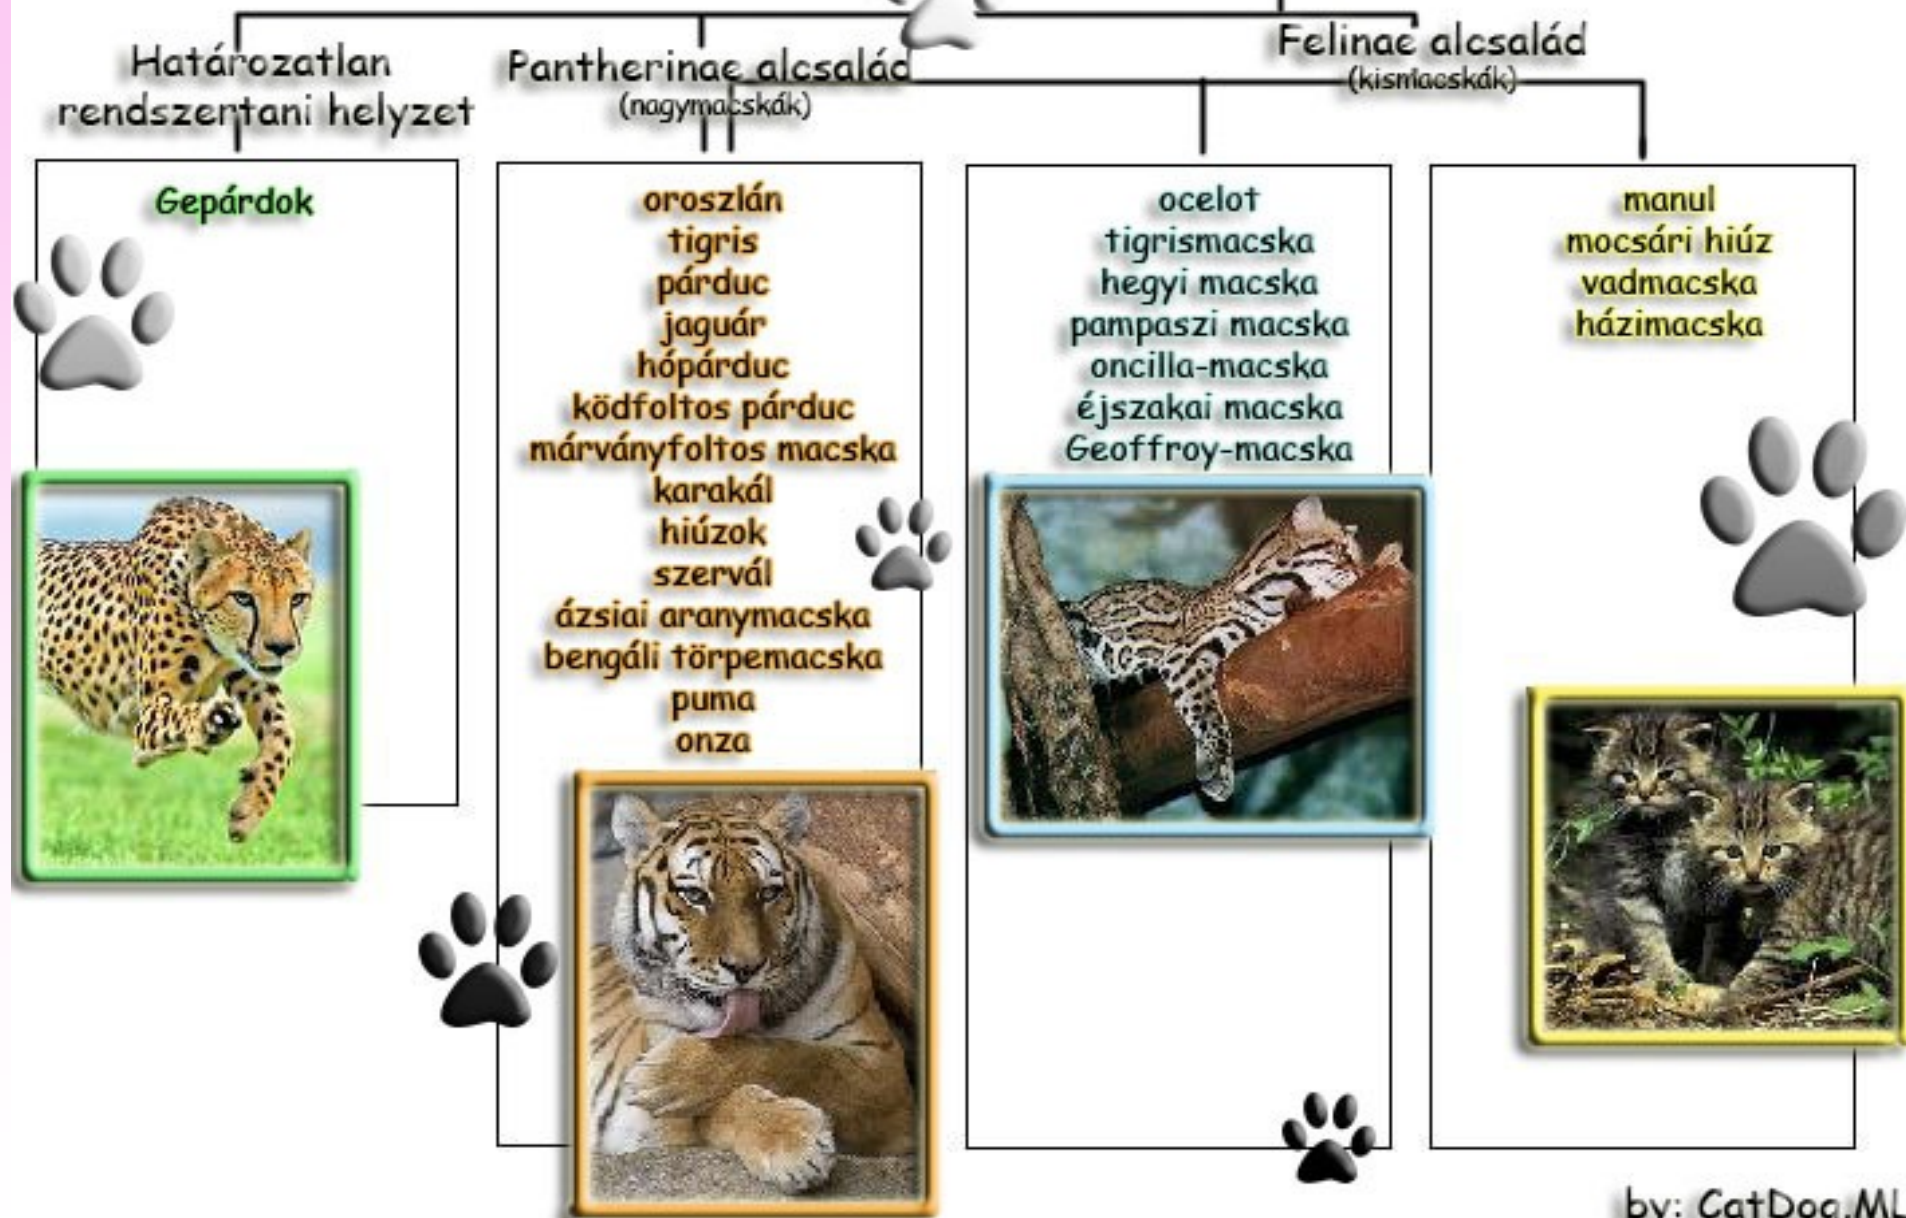 Határozatlan
rendszertani helyzet
Pantherinae alcsalád
(nagymacskák)
Felinae alcsalád
(kismacskák)
Gepárdok
oroszlán
tigris
párduc
jaguár
hópárduc
ködfoltos párduc
márványfoltos macska
karakál
hiúzok
szervál
ázsiai aranymacska
bengáli törpemacska
puma
onza
ocelot
tigrismacska
hegyi macska
pampaszi macska
oncilla-macska
éjszakai macska
Geoffroy-macska
manul
mocsári hiúz
vadmacska
házimacska
by: CatDog.ML